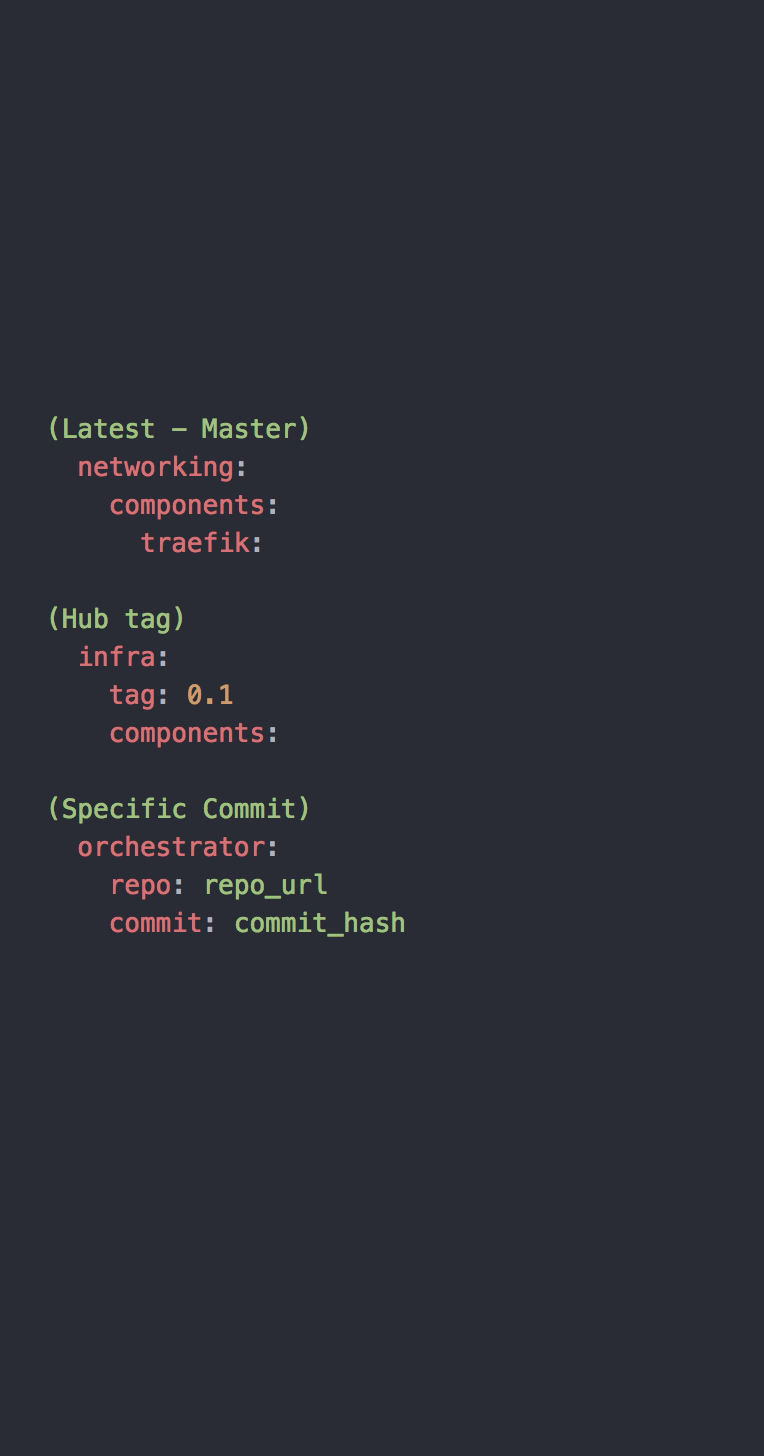 (Latest - Master)
  networking:
    components:
      traefik:

(Hub tag)
  infra:
    tag: 0.1
    components:

(Specific Commit)
  orchestrator:
    repo: repo_url
    commit: commit_hash